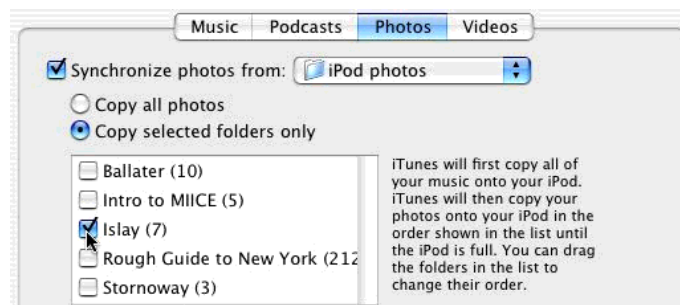 Music Podcasts Photos Videos
Synchronize photos from: iPod photos
Copy all photos
Copy selected folders only
Ballater (10)
Intro to MIICE (5)
Islay (7)
Rough Guide to New York (212
Stornoway (3)
iTunes will first copy all of
your music onto your iPod.
iTunes will then copy your
photos onto your iPod in the
order shown in the list until
the iPod is full. You can drag
the folders in the list to
change their order.